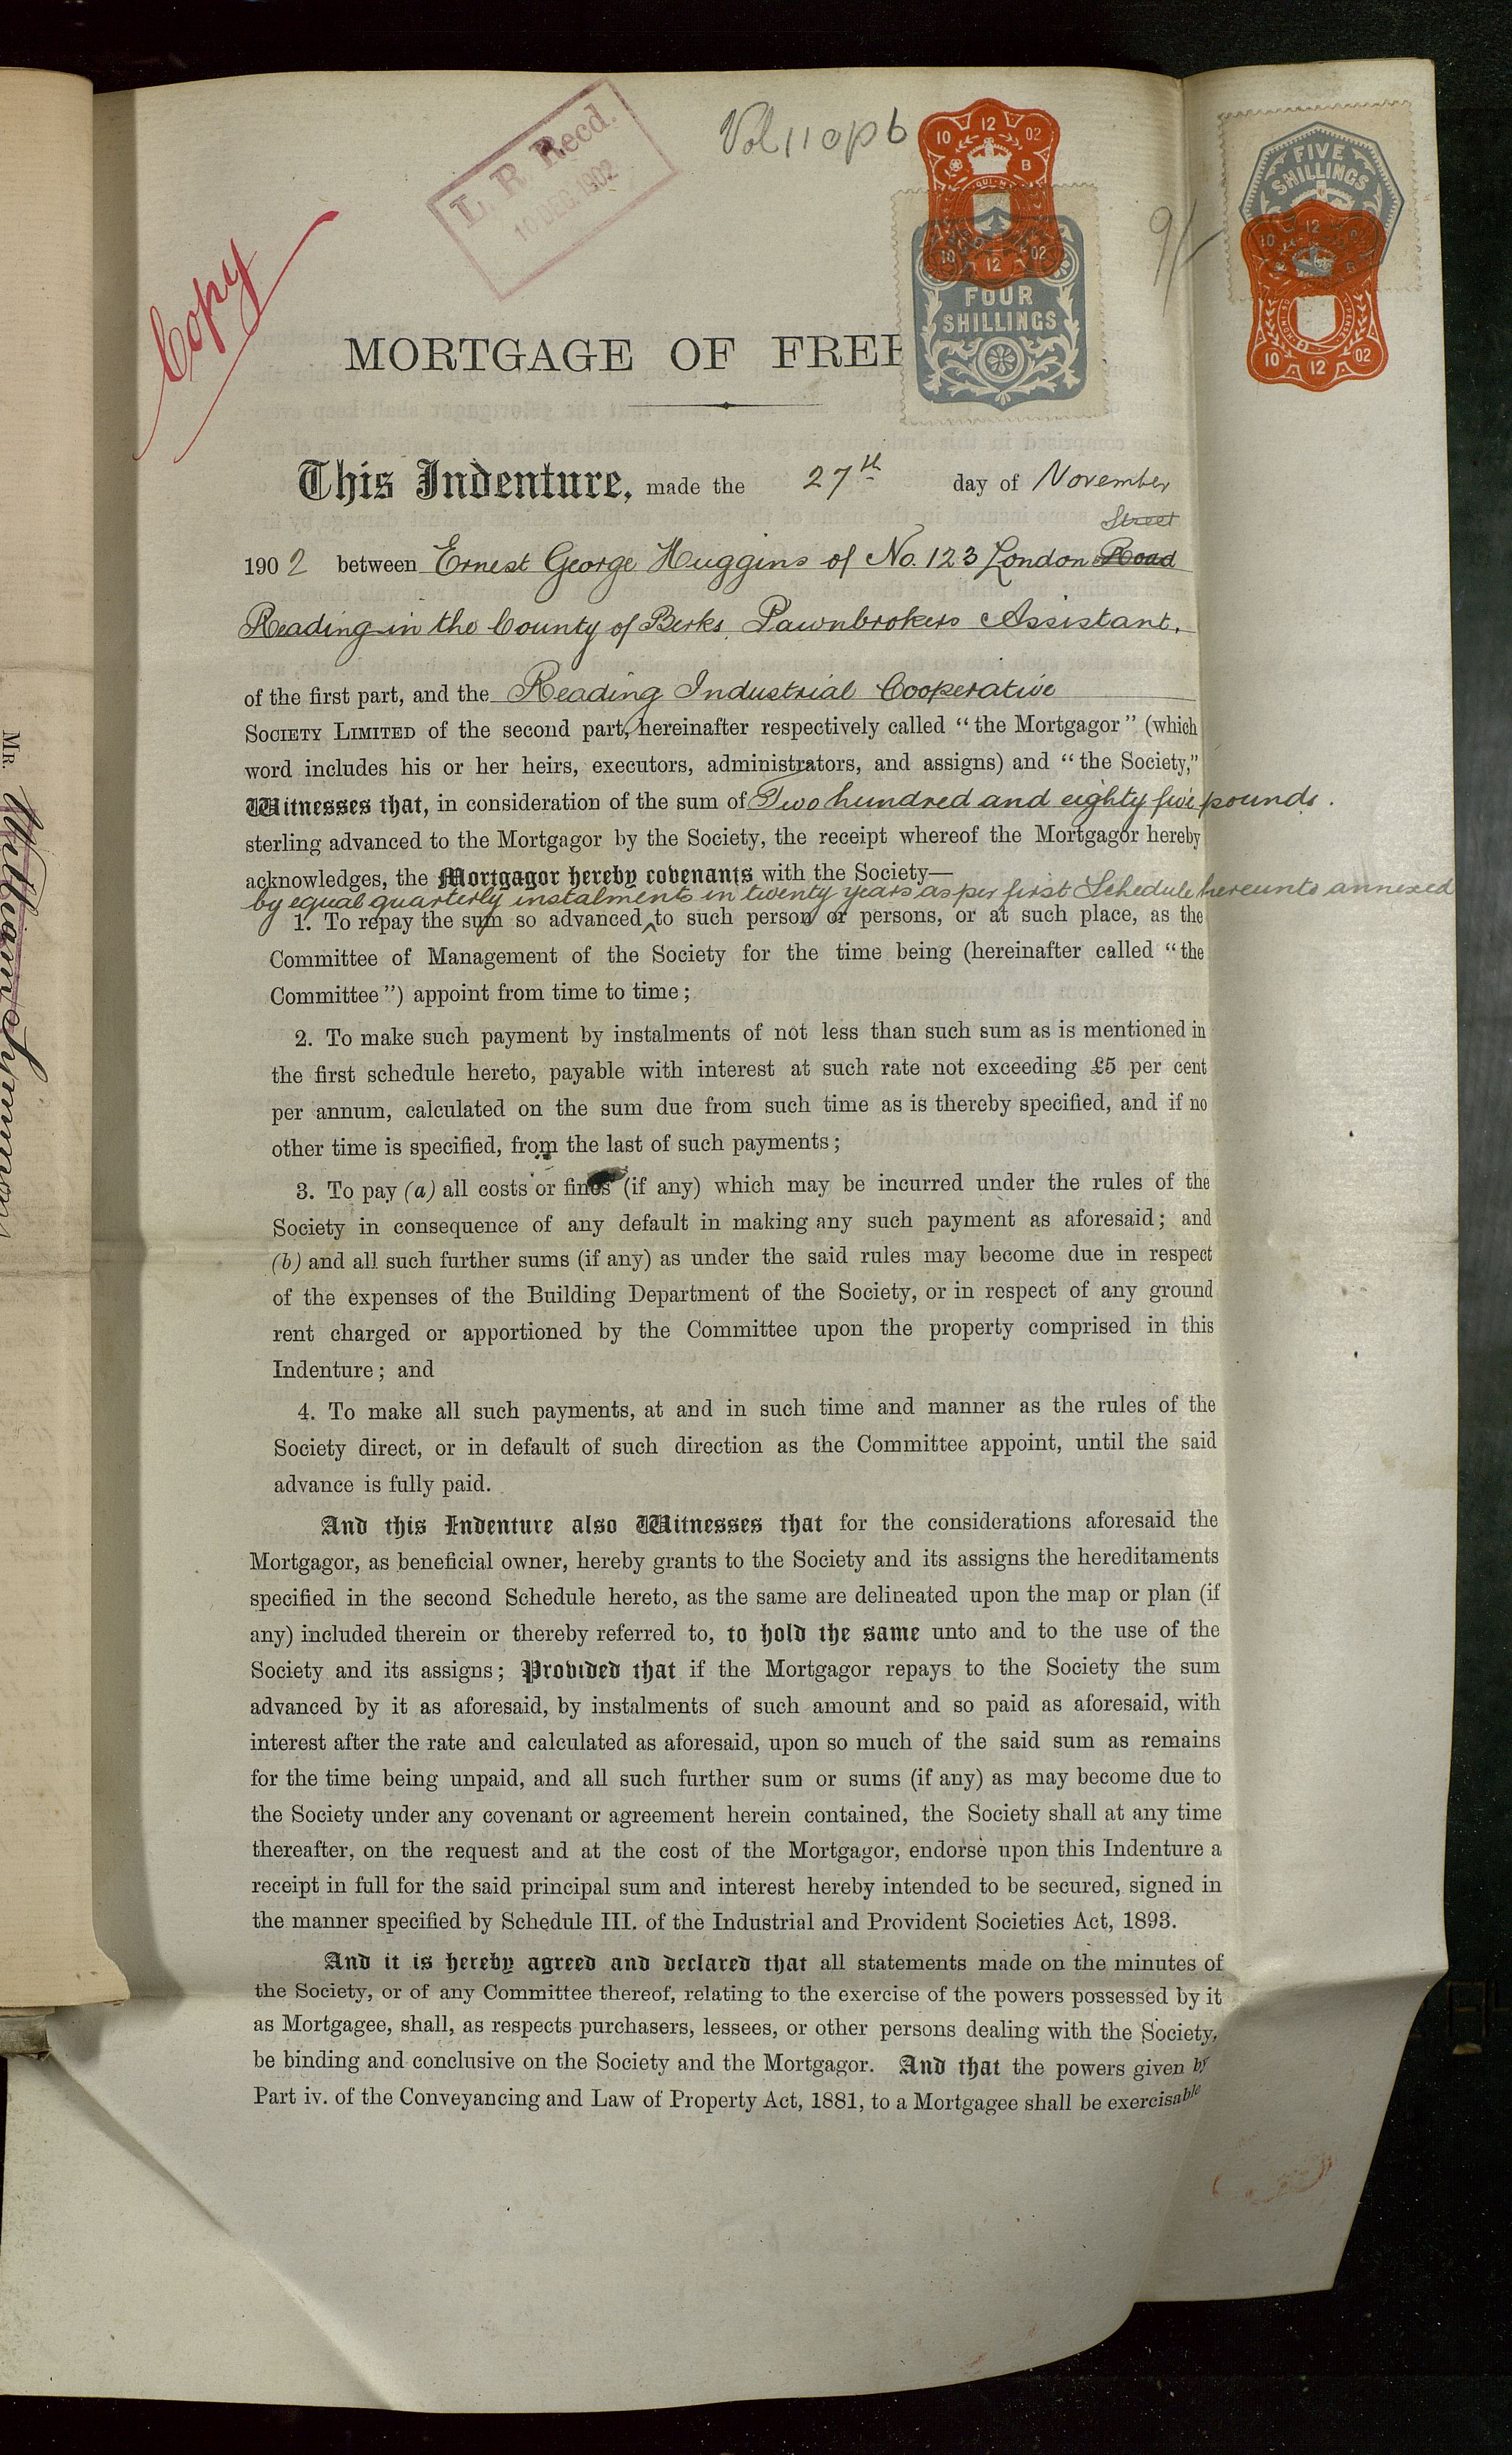 L. R. Recd.
10 DEC 1902
Vol 110 p 6
Copy
10 12 02
B
10 12 02
FOUR
SHILLINGS
9/-
FIVE
SHILLINGS
10 12
10 12 02
MORTGAGE OF FREE
This Indenture, made the 27th day of November
Street
1902 between Ernest George Huggins of No. 123 London Road
Reading in the County of Berks Pawnbrokers Assistant,
of the first part, and the Reading Industrial Cooperative
SOCIETY LIMITED of the second part, hereinafter respectively called "the Mortgagor" (which
word includes his or her heirs, executors, administrators, and assigns) and "the Society,"
Witnesses that, in consideration of the sum of Two hundred and eighty five pounds.
sterling advanced to the Mortgagor by the Society, the receipt whereof the Mortgagor hereby
acknowledges, the Mortgagor hereby covenants with the Society—
by equal quarterly instalments in twenty years as per first Schedule hereunto annexed
1. To repay the sum so advanced to such person or persons, or at such place, as the
Committee of Management of the Society for the time being (hereinafter called "the
Committee") appoint from time to time;
2. To make such payment by instalments of not less than such sum as is mentioned in
the first schedule hereto, payable with interest at such rate not exceeding £5 per cent
per annum, calculated on the sum due from such time as is thereby specified, and if no
other time is specified, from the last of such payments;
3. To pay (a) all costs or fines (if any) which may be incurred under the rules of the
Society in consequence of any default in making any such payment as aforesaid; and
(b) and all such further sums (if any) as under the said rules may become due in respect
of the expenses of the Building Department of the Society, or in respect of any ground
rent charged or apportioned by the Committee upon the property comprised in this
Indenture; and
4. To make all such payments, at and in such time and manner as the rules of the
Society direct, or in default of such direction as the Committee appoint, until the said
advance is fully paid.
And this Indenture also Witnesses that for the considerations aforesaid the
Mortgagor, as beneficial owner, hereby grants to the Society and its assigns the hereditaments
specified in the second Schedule hereto, as the same are delineated upon the map or plan (if
any) included therein or thereby referred to, to hold the same unto and to the use of the
Society and its assigns; Provided that if the Mortgagor repays to the Society the sum
advanced by it as aforesaid, by instalments of such amount and so paid as aforesaid, with
interest after the rate and calculated as aforesaid, upon so much of the said sum as remains
for the time being unpaid, and all such further sum or sums (if any) as may become due to
the Society under any covenant or agreement herein contained, the Society shall at any time
thereafter, on the request and at the cost of the Mortgagor, endorse upon this Indenture a
receipt in full for the said principal sum and interest hereby intended to be secured, signed in
the manner specified by Schedule III. of the Industrial and Provident Societies Act, 1893.
And it is hereby agreed and declared that all statements made on the minutes of
the Society, or of any Committee thereof, relating to the exercise of the powers possessed by it
as Mortgagee, shall, as respects purchasers, lessees, or other persons dealing with the Society,
be binding and conclusive on the Society and the Mortgagor. And that the powers given by
Part iv. of the Conveyancing and Law of Property Act, 1881, to a Mortgagee shall be exercisable
MR.